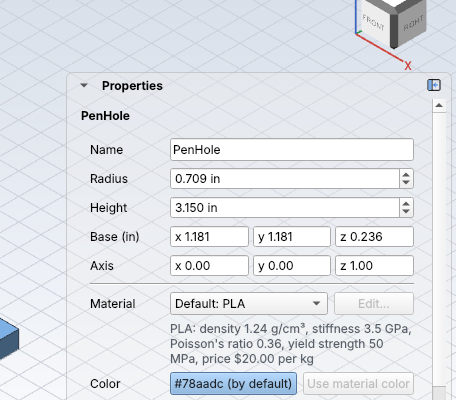 FRONT RIGHT
X
Properties
PenHole
Name PenHole
Radius 0.709 in
Height 3.150 in
Base (in) x 1.181 y 1.181 z 0.236
Axis x 0.00 y 0.00 z 1.00
Material Default: PLA Edit...
PLA: density 1.24 g/cm³, stiffness 3.5 GPa,
Poisson's ratio 0.36, yield strength 50
MPa, price $20.00 per kg
Color #78aadc (by default) Use material color